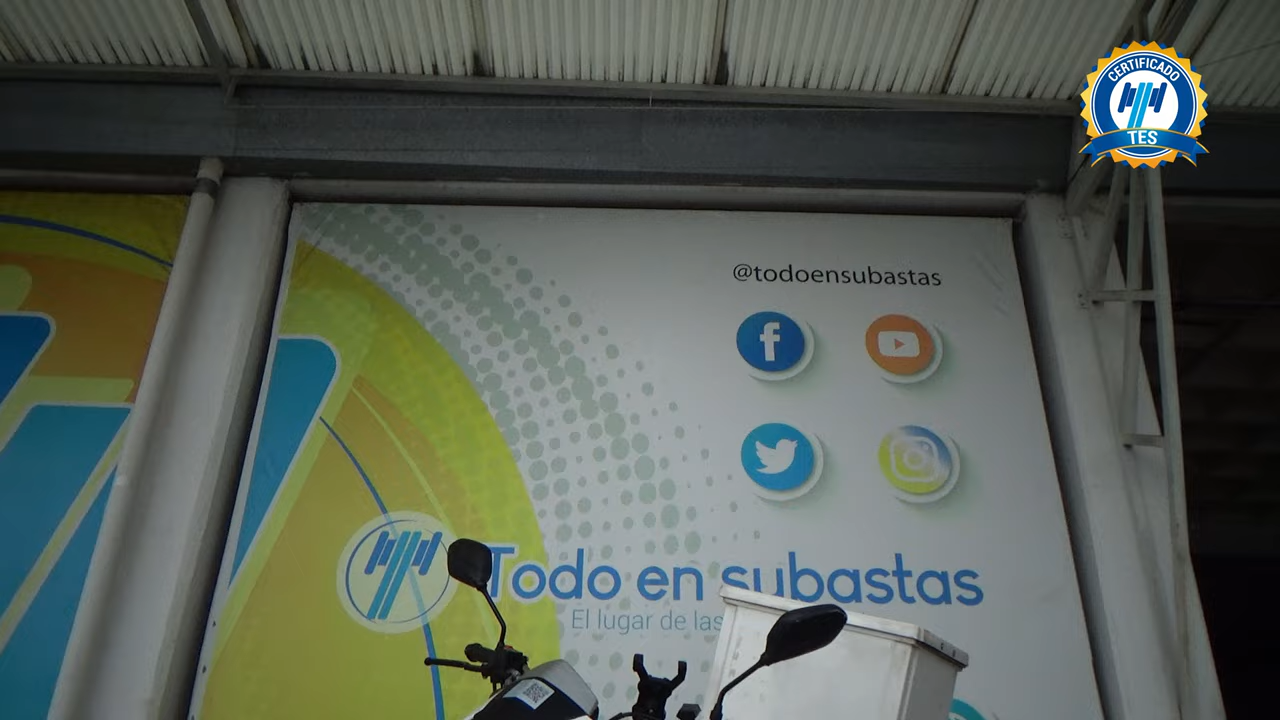 CERTIFICADO
TES
@todoensubastas
Todo en subastas
El lugar de las